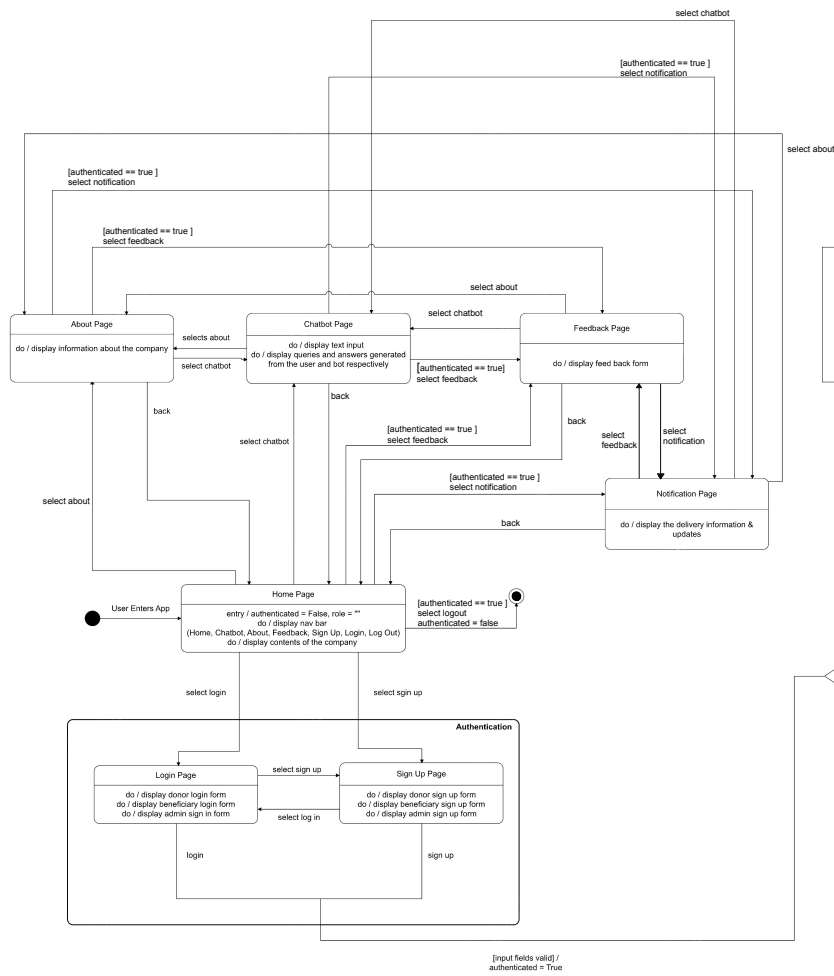 select chatbot
[authenticated == true ]
select notification
select about
[authenticated == true ]
select notification
[authenticated == true ]
select feedback
select about
select chatbot
About Page
do / display information about the company
selects about
select chatbot
Chatbot Page
do / display text input
do / display queries and answers generated
from the user and bot respectively
[authenticated == true]
select feedback
Feedback Page
do / display feed back form
back
back
back
select chatbot
[authenticated == true ]
select feedback
select
feedback
select
notification
[authenticated == true ]
select notification
select about
Notification Page
do / display the delivery information &
updates
back
User Enters App
Home Page
entry / authenticated = False, role = ""
do / display nav bar
(Home, Chatbot, About, Feedback, Sign Up, Login, Log Out)
do / display contents of the company
[authenticated == true ]
select logout
authenticated = false
select login
select sgin up
Authentication
Login Page
do / display donor login form
do / display beneficiary login form
do / display admin sign in form
select sign up
select log in
Sign Up Page
do / display donor sign up form
do / display beneficiary sign up form
do / display admin sign up form
login
sign up
[input fields valid] /
authenticated = True